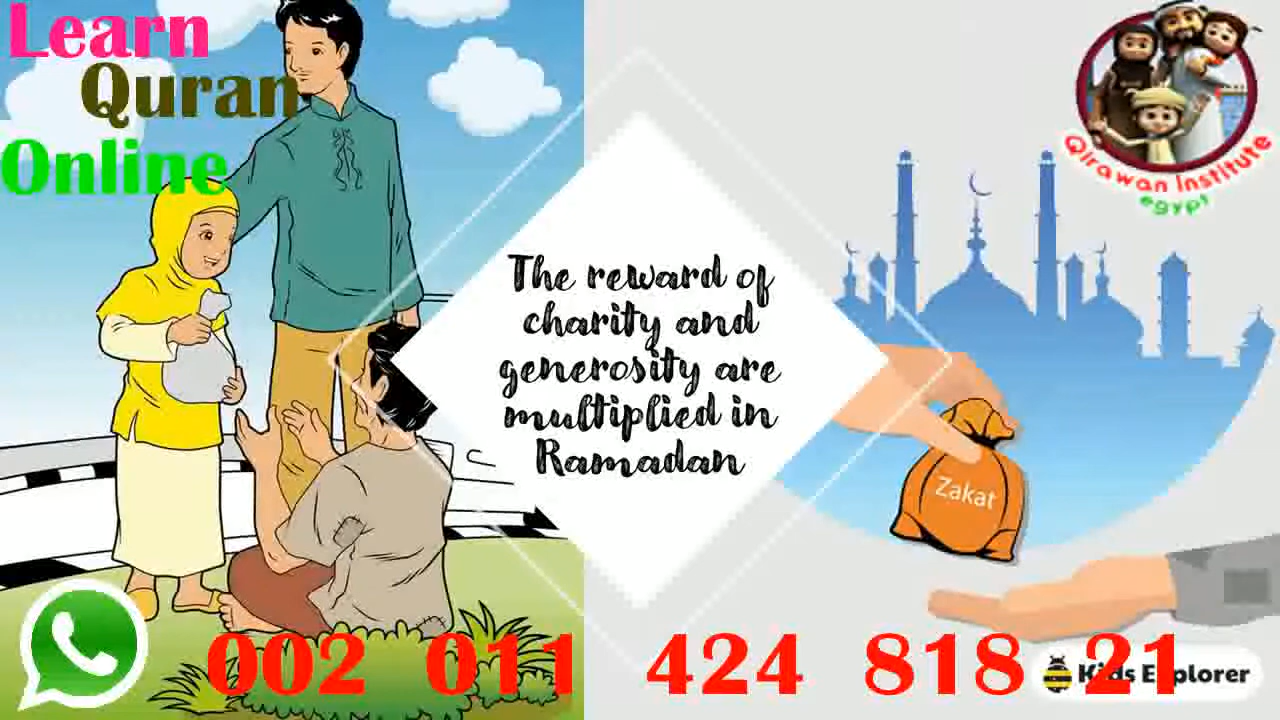 Learn
Quran
Online
Qirawan Institute
egypt
The reward of
charity and
generosity are
multiplied in
Ramadan
Zakat
002 011 424 818 21
Kids Explorer